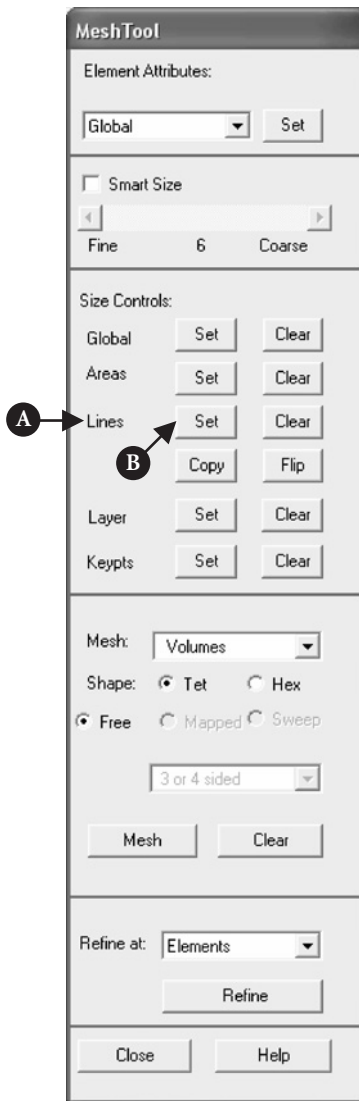 MeshTool
Element Attributes:
Global Set
Smart Size
Fine 6 Coarse
Size Controls:
Global Set Clear
Areas Set Clear
A Lines B Set Clear
Copy Flip
Layer Set Clear
Keypts Set Clear
Mesh: Volumes
Shape: Tet Hex
Free Mapped Sweep
3 or 4 sided
Mesh Clear
Refine at: Elements
Refine
Close Help